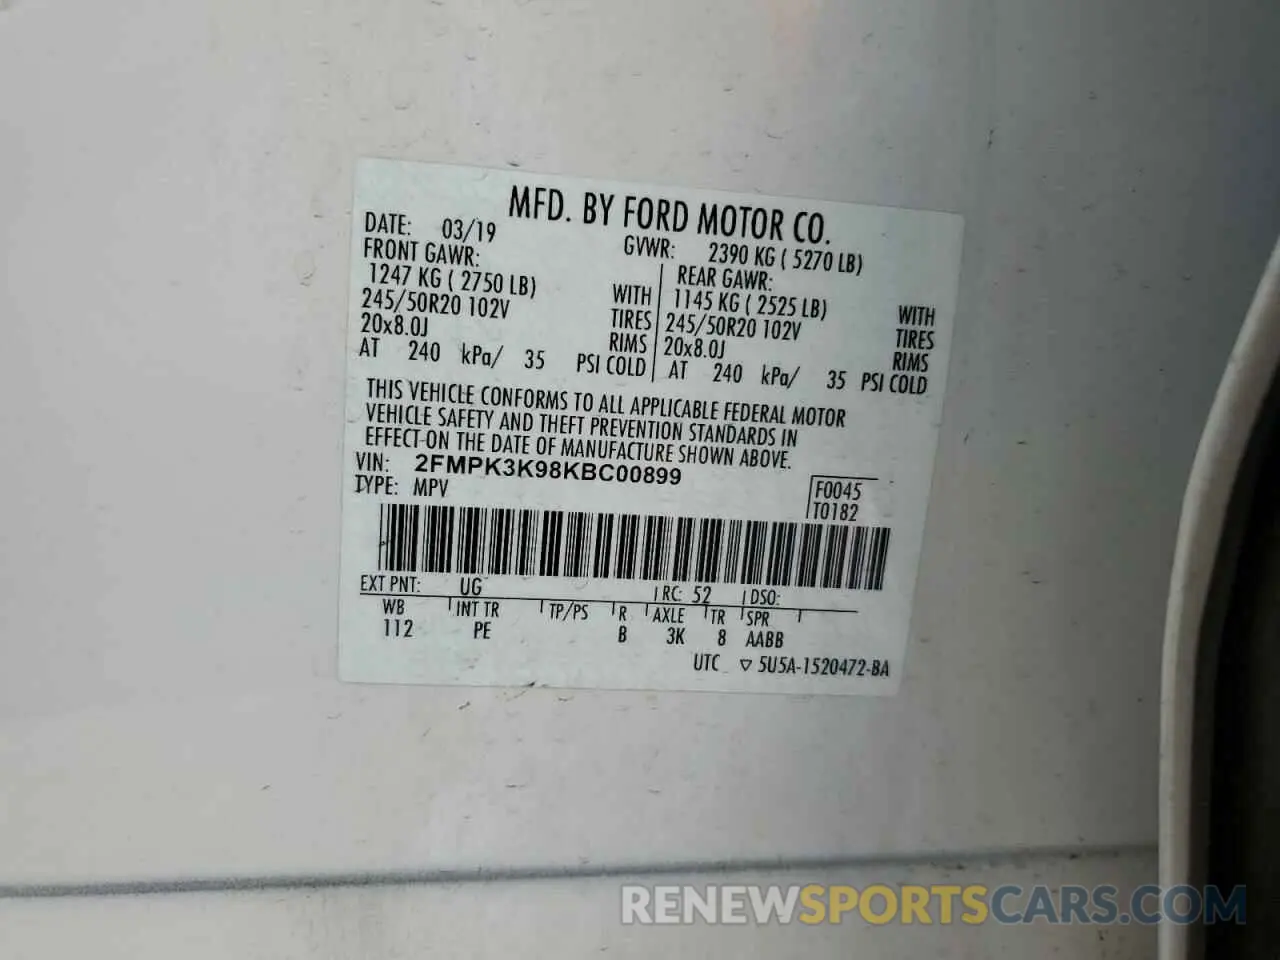 MFD. BY FORD MOTOR CO.
DATE: 03/19 GVWR: 2390 KG ( 5270 LB)
FRONT GAWR: REAR GAWR:
1247 KG ( 2750 LB) WITH 1145 KG ( 2525 LB) WITH
245/50R20 102V TIRES 245/50R20 102V TIRES
20x8.0J RIMS 20x8.0J RIMS
AT 240 kPa/ 35 PSI COLD AT 240 kPa/ 35 PSI COLD
THIS VEHICLE CONFORMS TO ALL APPLICABLE FEDERAL MOTOR
VEHICLE SAFETY AND THEFT PREVENTION STANDARDS IN
EFFECT ON THE DATE OF MANUFACTURE SHOWN ABOVE.
VIN: 2FMPK3K98KBC00899
TYPE: MPV
F0045
T0182
EXT PNT: UG RC: 52 DSO:
WB INT TR TP/PS R AXLE TR SPR
112 PE B 3K 8 AABB
UTC ▽ 5U5A-1520472-BA
RENEWSPORTSCARS.COM